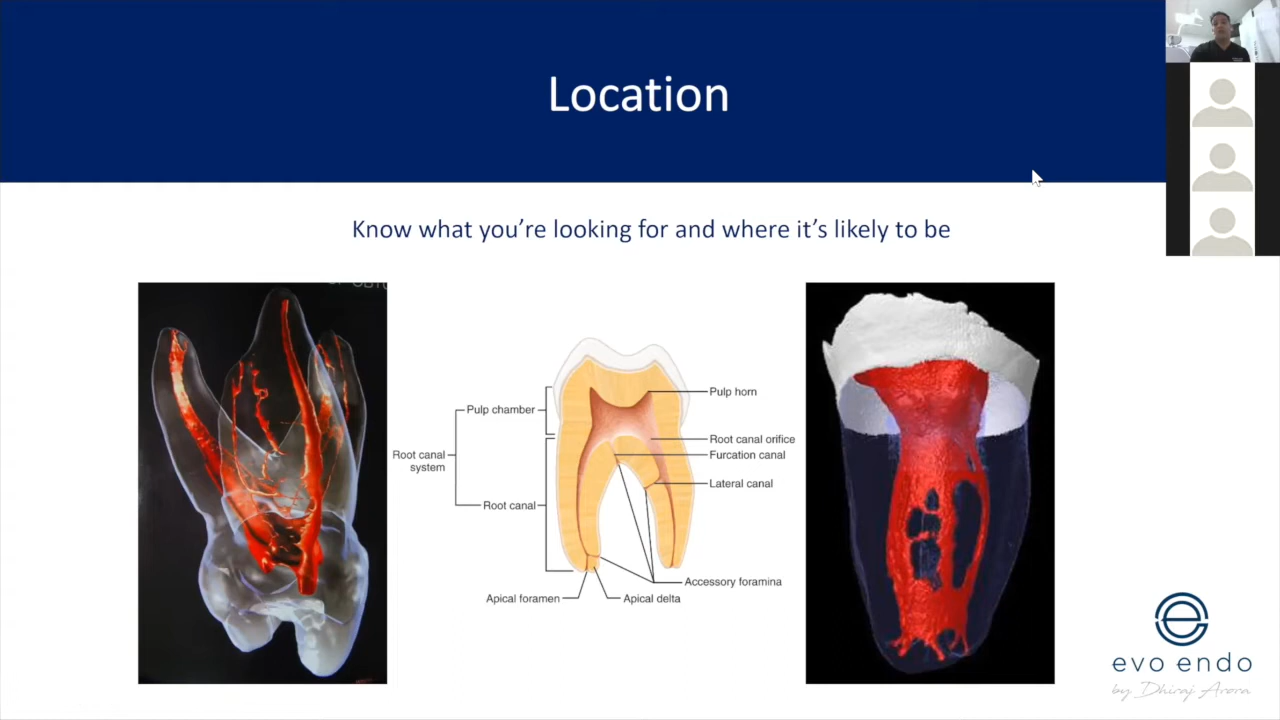 Location
Know what you're looking for and where it's likely to be
Pulp horn
Pulp chamber
Root canal orifice
Root canal
system
Furcation canal
Lateral canal
Root canal
Accessory foramina
Apical foramen
Apical delta
evo endo
by Dhiraj Arora